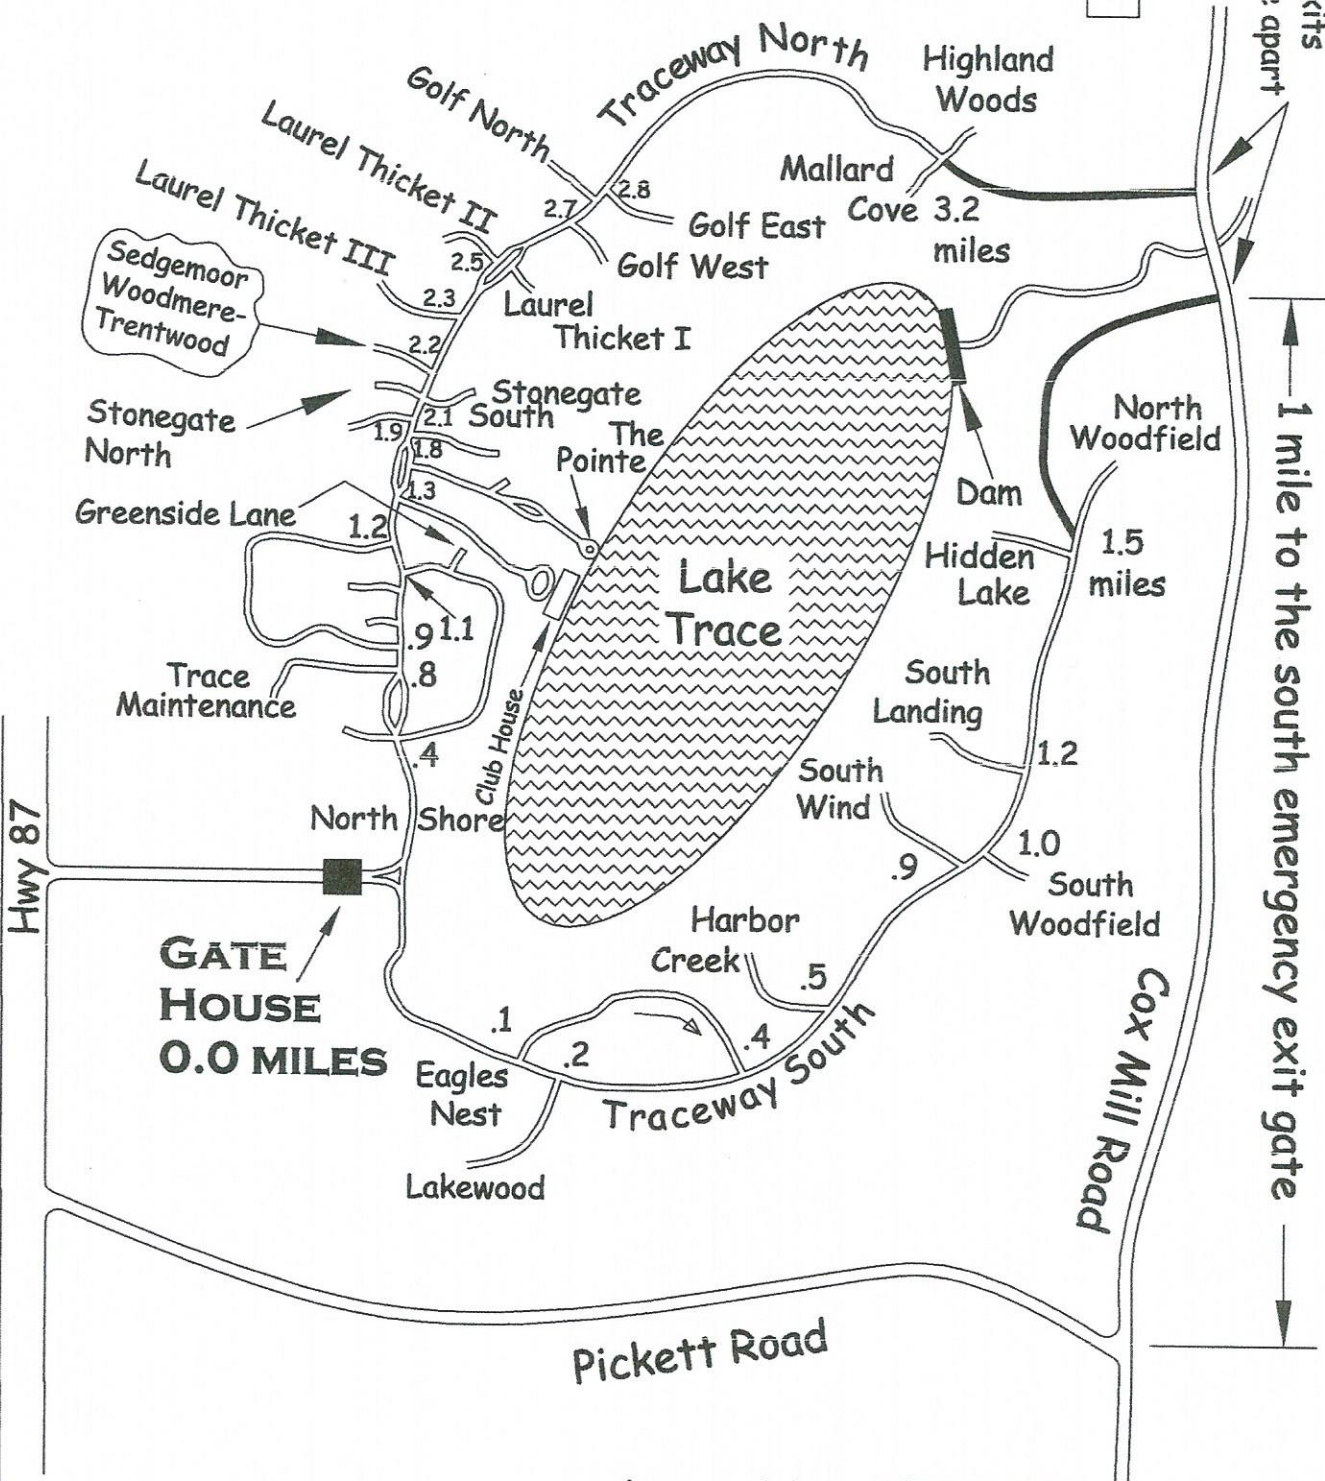 apart
Traceway North
Highland
Woods
Golf North
Laurel Thicket II
Laurel Thicket III
Mallard
Cove
3.2
miles
2.8
2.7
Golf East
Golf West
Sedgemoor
Woodmere-
Trentwood
2.5
2.3
Laurel
Thicket I
2.2
Stonegate
South
2.1
Stonegate
North
1.9
1.8
The
Pointe
North
Woodfield
Dam
1.3
Greenside Lane
1.2
Hidden
Lake
1.5
miles
Lake
Trace
1.1
.9
.8
Trace
Maintenance
South
Landing
Club House
.4
1.2
South
Wind
North Shore
Hwy 87
1.0
.9
South
Woodfield
GATE
HOUSE
0.0 MILES
Harbor
Creek
.5
.1
.2
.4
Eagles
Nest
Traceway South
Lakewood
Cox Mill Road
1 mile to the south emergency exit gate
Pickett Road